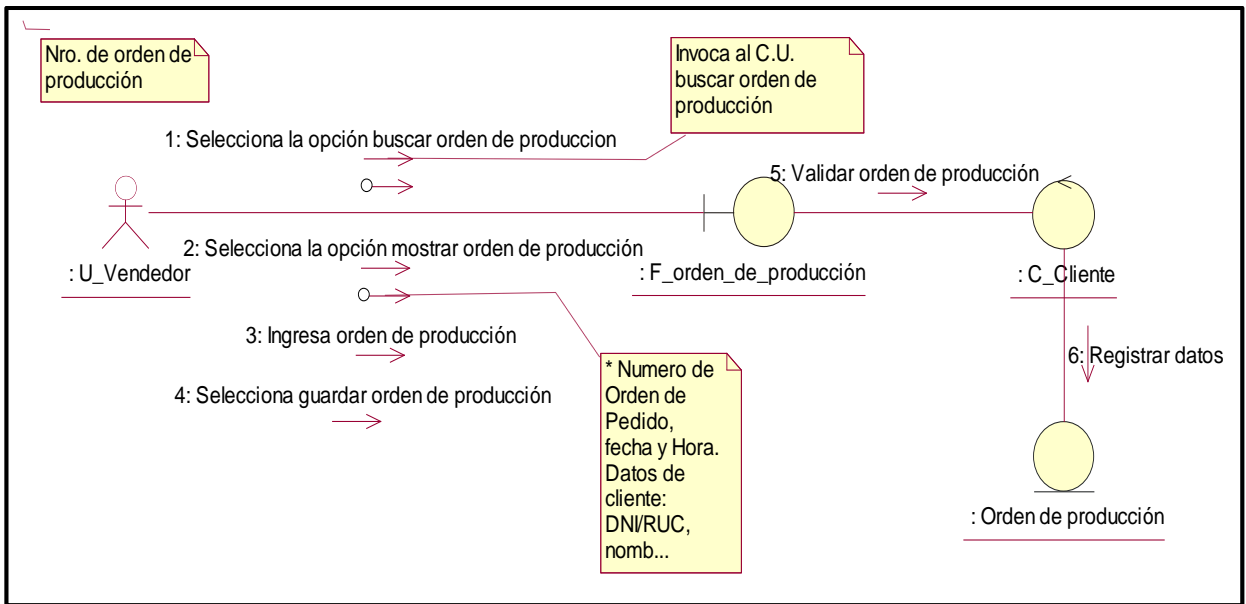 Nro. de orden de
producción
Invoca al C.U.
buscar orden de
producción
1: Selecciona la opción buscar orden de produccion
5: Validar orden de producción
2: Selecciona la opción mostrar orden de producción
: U_Vendedor
: F_orden_de_producción
: C_Cliente
3: Ingresa orden de producción
6: Registrar datos
4: Selecciona guardar orden de producción
* Numero de
Orden de
Pedido,
fecha y Hora.
Datos de
cliente:
DNI/RUC,
nomb...
: Orden de producción